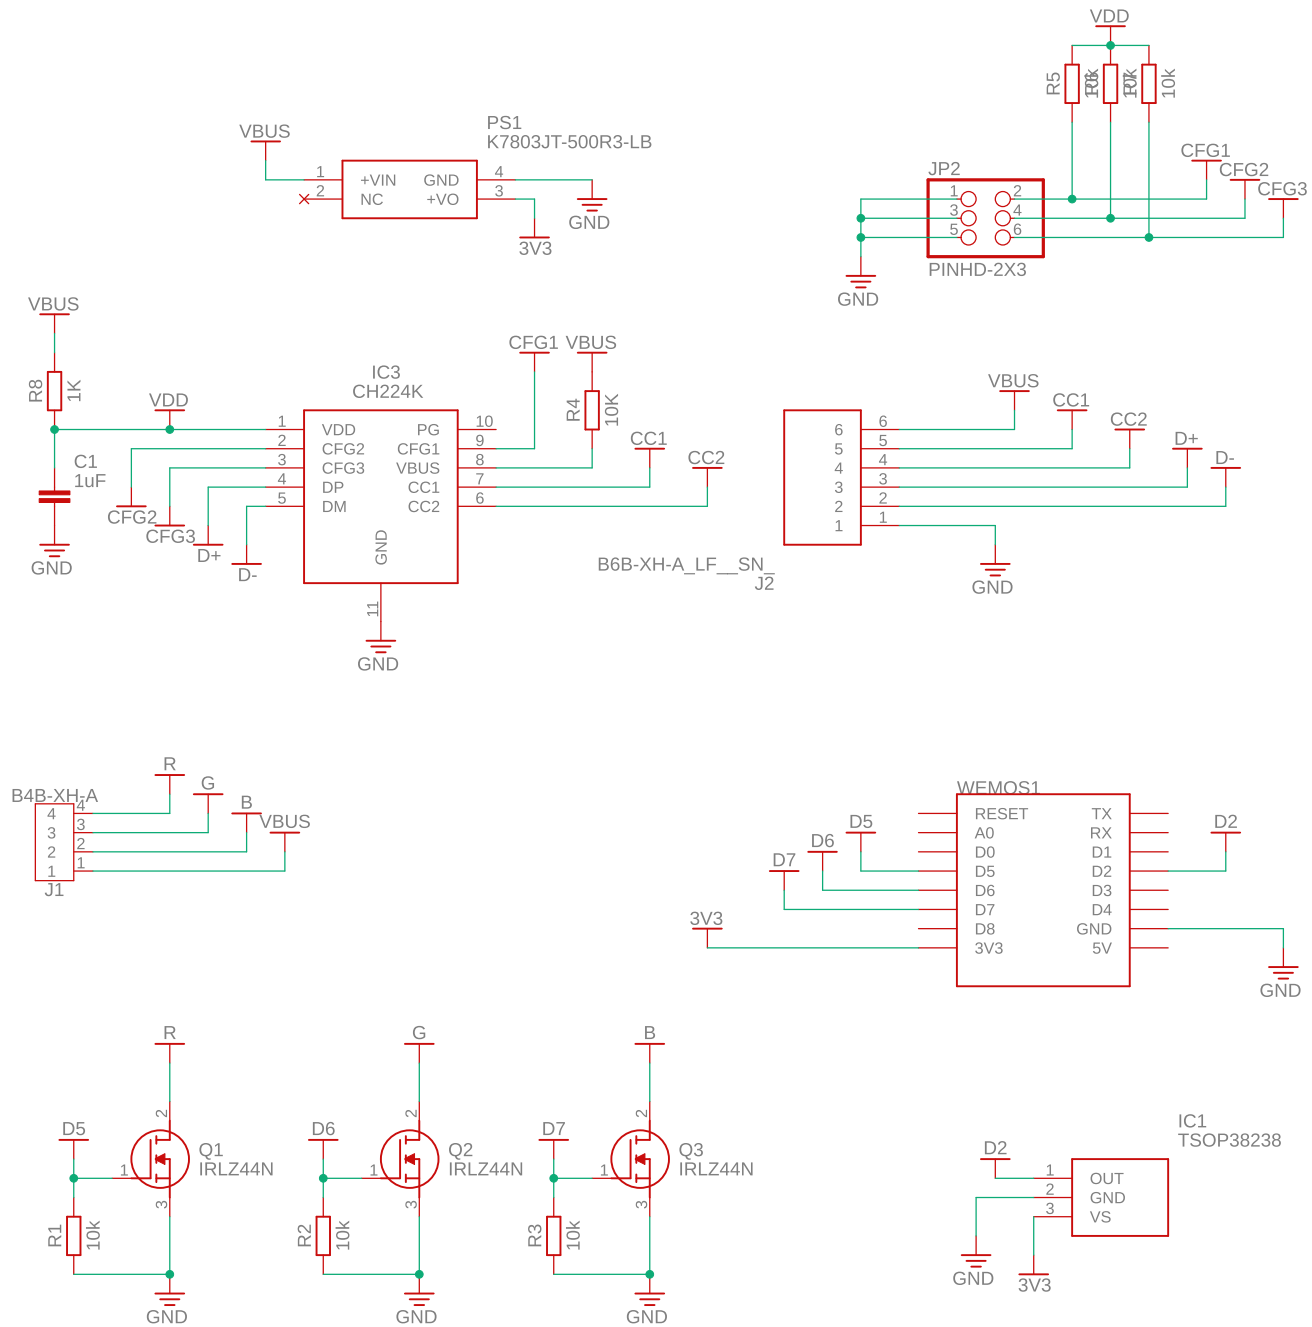 VDD
R5
10k
10k
10k
CFG1
CFG2
CFG3
JP2
1
2
3
4
5
6
PINHD-2X3
GND
PS1
K7803JT-500R3-LB
VBUS
1
+VIN
GND
4
2
NC
+VO
3
GND
3V3
VBUS
R8
1K
VDD
C1
1uF
GND
CFG2
CFG3
D+
D-
IC3
CH224K
1
VDD
PG
10
2
CFG2
CFG1
9
3
CFG3
VBUS
8
4
DP
CC1
7
5
DM
CC2
6
GND
11
GND
CFG1
VBUS
R4
10K
CC1
CC2
VBUS
CC1
CC2
D+
D-
6
6
5
5
4
4
3
3
2
2
1
1
GND
B6B-XH-A_LF__SN_
J2
R
G
B
VBUS
B4B-XH-A
4
4
3
3
2
2
1
1
J1
WEMOS1
RESET
TX
A0
RX
D0
D1
D5
D2
D6
D3
D7
D4
D8
GND
3V3
5V
D5
D6
D7
3V3
D2
GND
R
2
D5
1
Q1
IRLZ44N
3
R1
10k
GND
G
2
D6
1
Q2
IRLZ44N
3
R2
10k
GND
B
2
D7
1
Q3
IRLZ44N
3
R3
10k
GND
IC1
TSOP38238
D2
1
OUT
2
GND
3
VS
GND
3V3